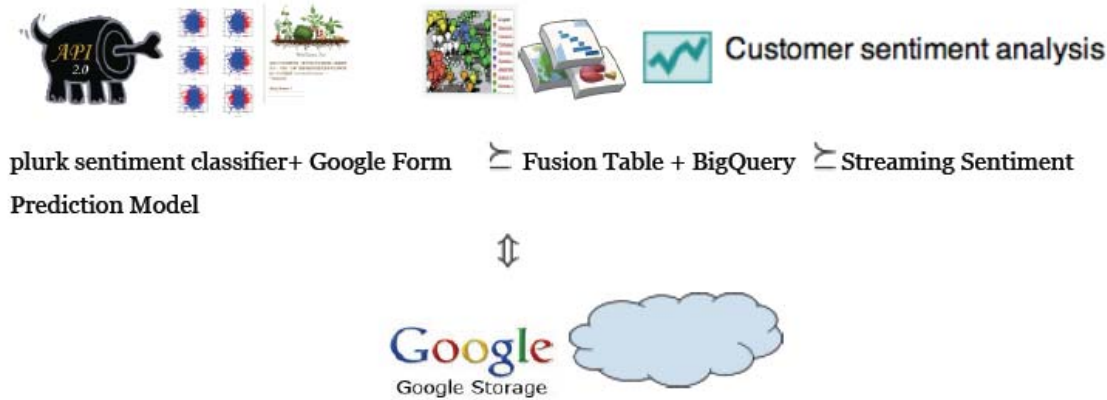 API
2.0
Customer sentiment analysis
plurk sentiment classifier+ Google Form ⪰ Fusion Table + BigQuery ⪰ Streaming Sentiment
Prediction Model
⇕
Google
Google Storage